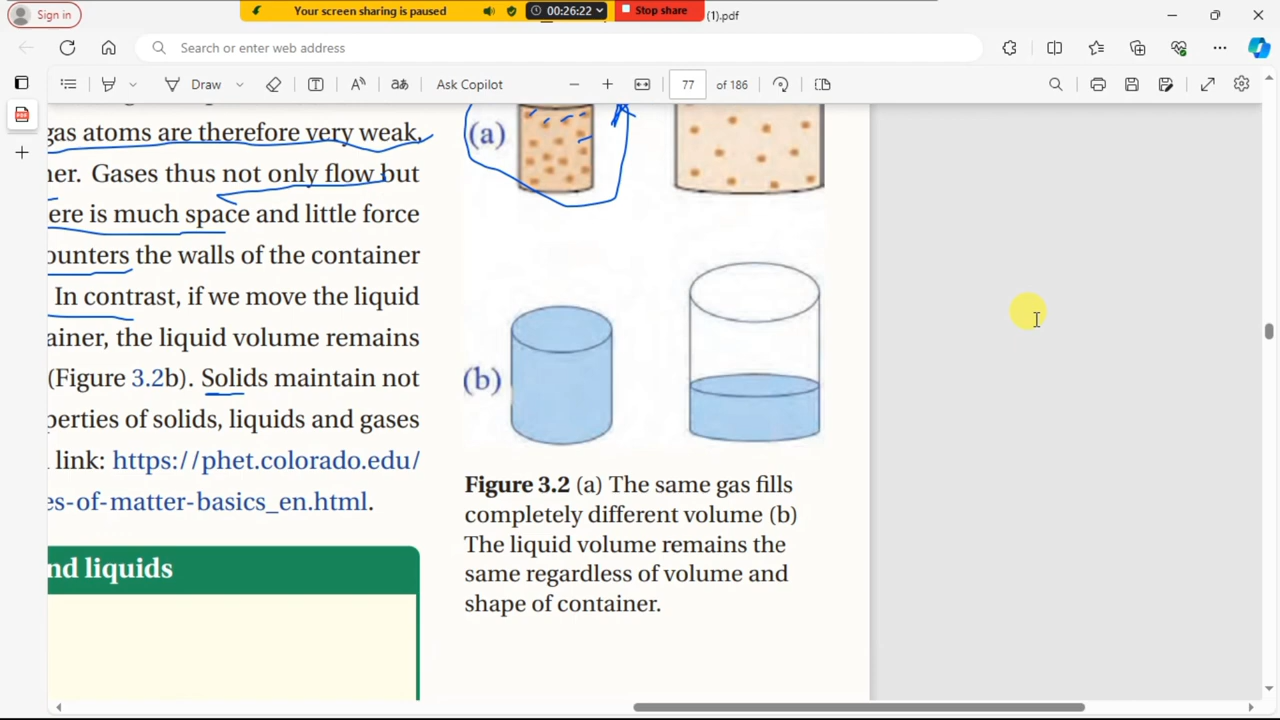 Sign in
Your screen sharing is paused
00:26:22
Stop share
(1).pdf
Search or enter web address
Draw
aあ
Ask Copilot
77
of 186
gas atoms are therefore very weak,
ner. Gases thus not only flow but
ere is much space and little force
ounters the walls of the container
In contrast, if we move the liquid
ainer, the liquid volume remains
(Figure 3.2b). Solids maintain not
perties of solids, liquids and gases
link: https://phet.colorado.edu/
es-of-matter-basics_en.html.
nd liquids
(a)
(b)
Figure 3.2 (a) The same gas fills
completely different volume (b)
The liquid volume remains the
same regardless of volume and
shape of container.